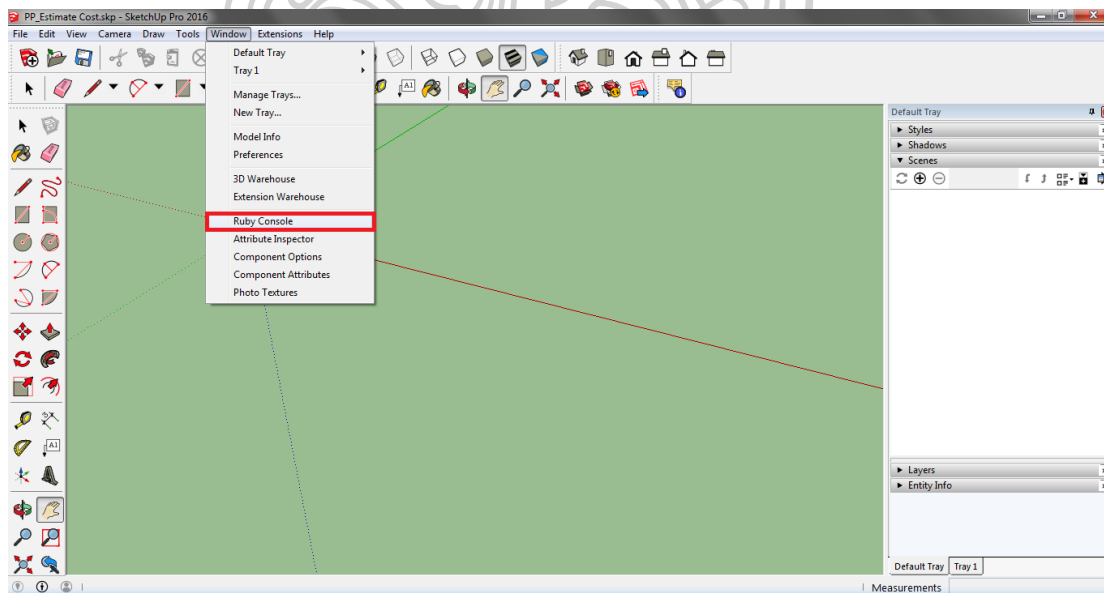 PP_Estimate Cost.skp - SketchUp Pro 2016
File Edit View Camera Draw Tools Window Extensions Help
Default Tray
Tray 1
Manage Trays...
New Tray...
Model Info
Preferences
3D Warehouse
Extension Warehouse
Ruby Console
Attribute Inspector
Component Options
Component Attributes
Photo Textures
A1
A1
Default Tray
Styles
Shadows
Scenes
Layers
Entity Info
Default Tray Tray 1
Measurements